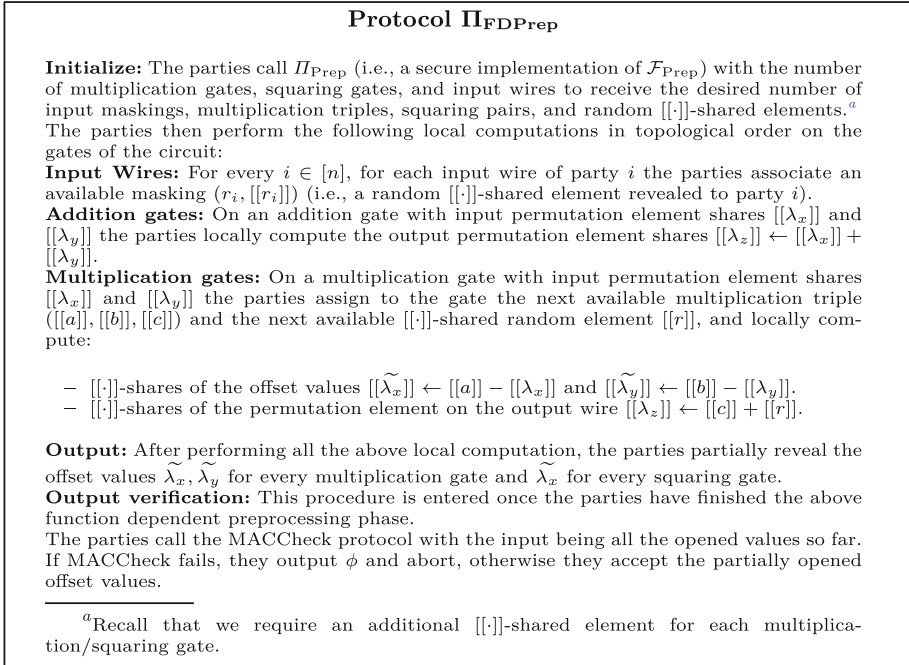 Protocol Π_FDPrep
Initialize: The parties call Π_Prep (i.e., a secure implementation of 𝓕_Prep) with the number
of multiplication gates, squaring gates, and input wires to receive the desired number of
input maskings, multiplication triples, squaring pairs, and random [[·]]-shared elements.ᵃ
The parties then perform the following local computations in topological order on the
gates of the circuit:
Input Wires: For every i ∈ [n], for each input wire of party i the parties associate an
available masking (r_i, [[r_i]]) (i.e., a random [[·]]-shared element revealed to party i).
Addition gates: On an addition gate with input permutation element shares [[λ_x]] and
[[λ_y]] the parties locally compute the output permutation element shares [[λ_z]] ← [[λ_x]] +
[[λ_y]].
Multiplication gates: On a multiplication gate with input permutation element shares
[[λ_x]] and [[λ_y]] the parties assign to the gate the next available multiplication triple
([[a]], [[b]], [[c]]) and the next available [[·]]-shared random element [[r]], and locally com-
pute:
– [[·]]-shares of the offset values [[λ̃_x]] ← [[a]] − [[λ_x]] and [[λ̃_y]] ← [[b]] − [[λ_y]].
– [[·]]-shares of the permutation element on the output wire [[λ_z]] ← [[c]] + [[r]].
Output: After performing all the above local computation, the parties partially reveal the
offset values λ̃_x, λ̃_y for every multiplication gate and λ̃_x for every squaring gate.
Output verification: This procedure is entered once the parties have finished the above
function dependent preprocessing phase.
The parties call the MACCheck protocol with the input being all the opened values so far.
If MACCheck fails, they output ϕ and abort, otherwise they accept the partially opened
offset values.
ᵃRecall that we require an additional [[·]]-shared element for each multiplica-
tion/squaring gate.